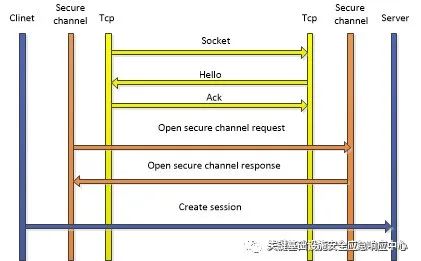 Clinet
Secure channel
Tcp
Tcp
Secure channel
Server
Socket
Hello
Ack
Open secure channel request
Open secure channel response
Create session
关键基础设施安全应急响应中心